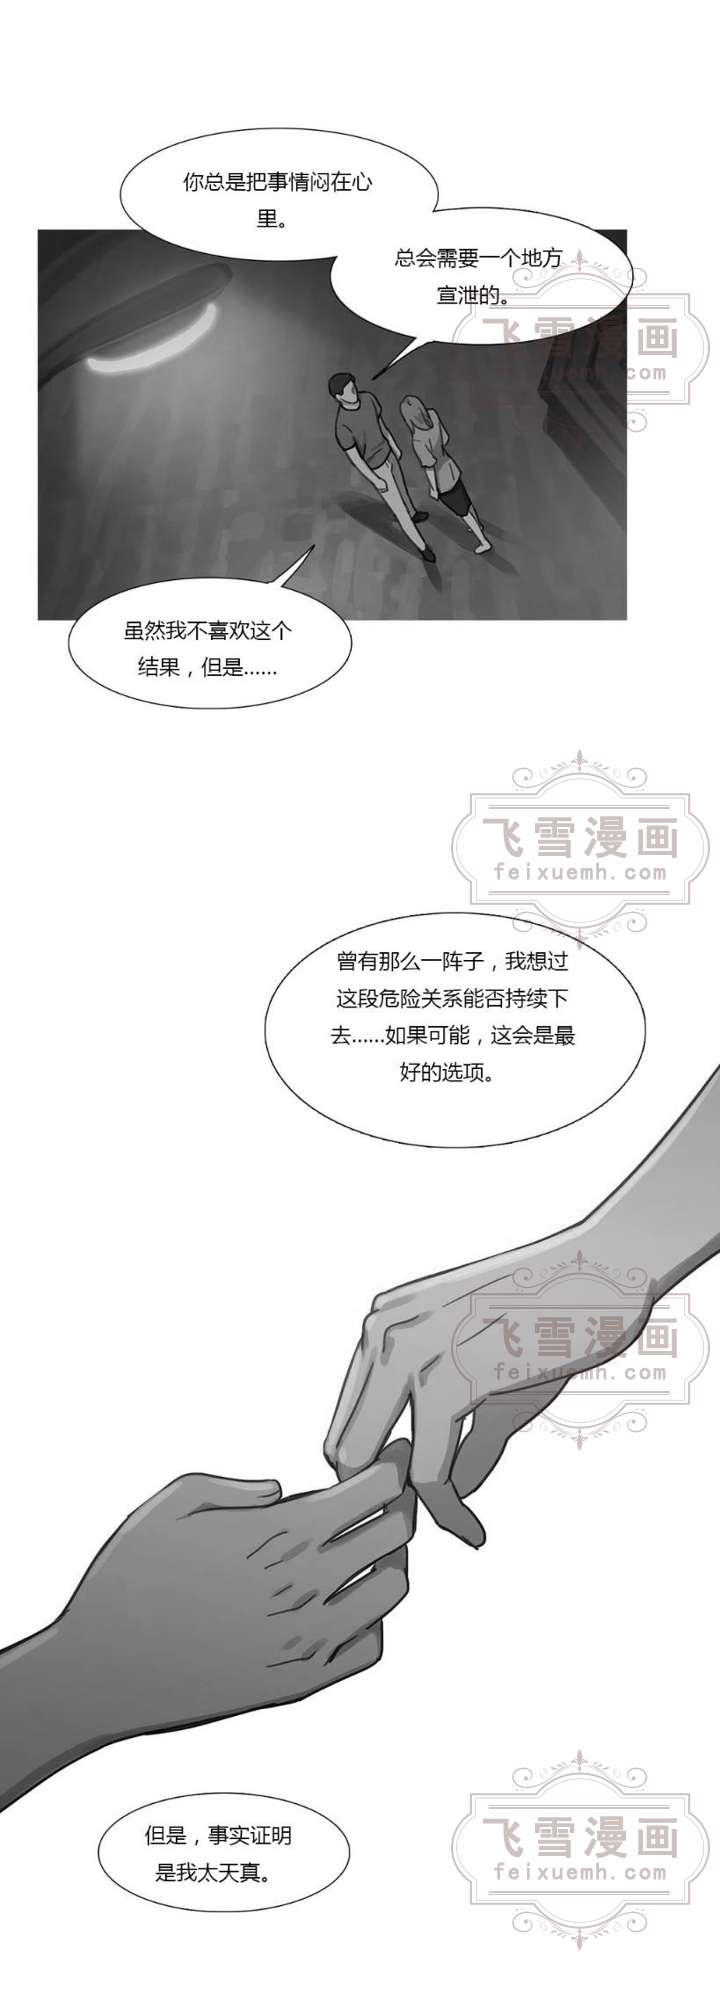 你总是把事情闷在心
里。
总会需要一个地方
宣泄的。
飞雪漫画
feixuemh.com
虽然我不喜欢这个
结果，但是……
飞雪漫画
feixuemh.com
曾有那么一阵子，我想过
这段危险关系能否持续下
去……如果可能，这会是最
好的选项。
飞雪漫画
feixuemh.com
但是，事实证明
是我太天真。
飞雪漫画
feixuemh.com